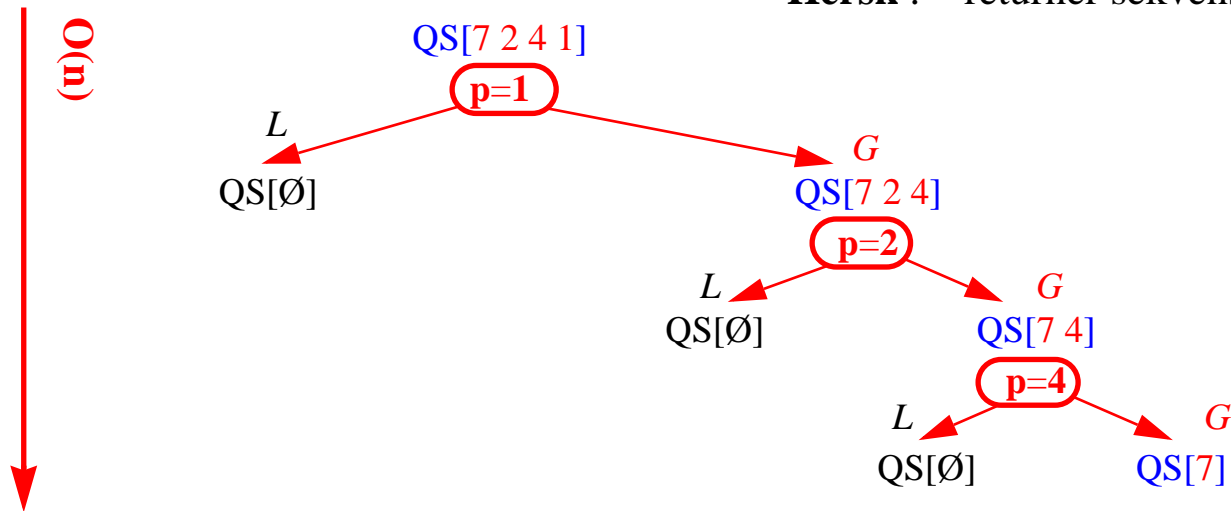 returner
O(n)
QS[7 2 4 1]
p=1
L
G
QS[Ø]
QS[7 2 4]
p=2
L
G
QS[Ø]
QS[7 4]
p=4
L
G
QS[Ø]
QS[7]